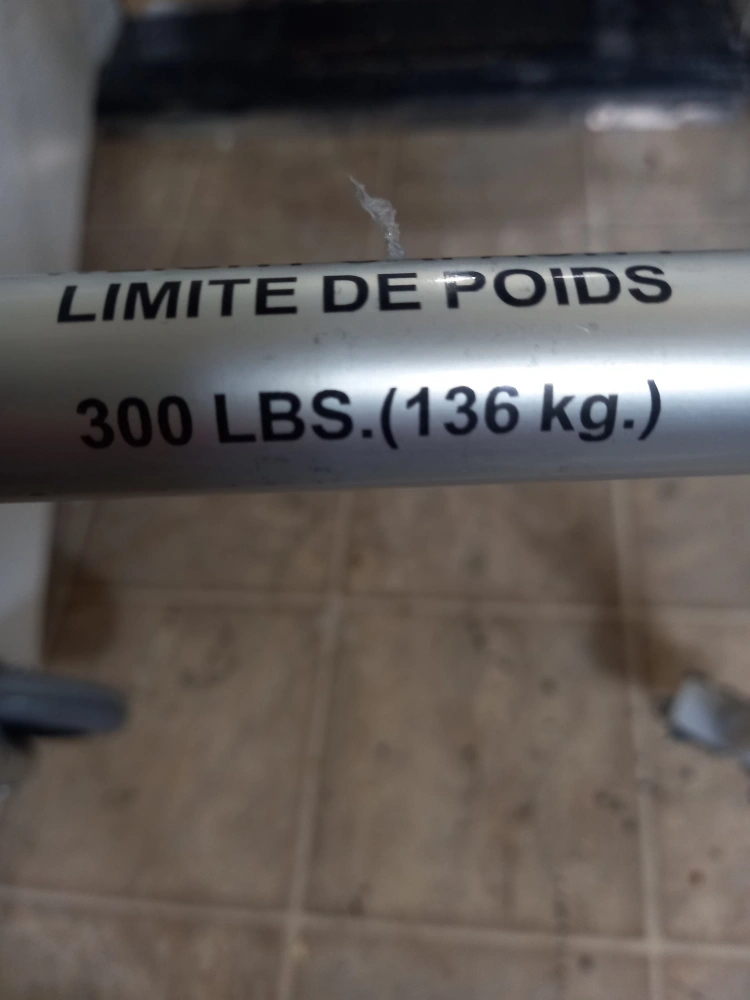 LIMITE DE POIDS
300 LBS.(136 kg.)